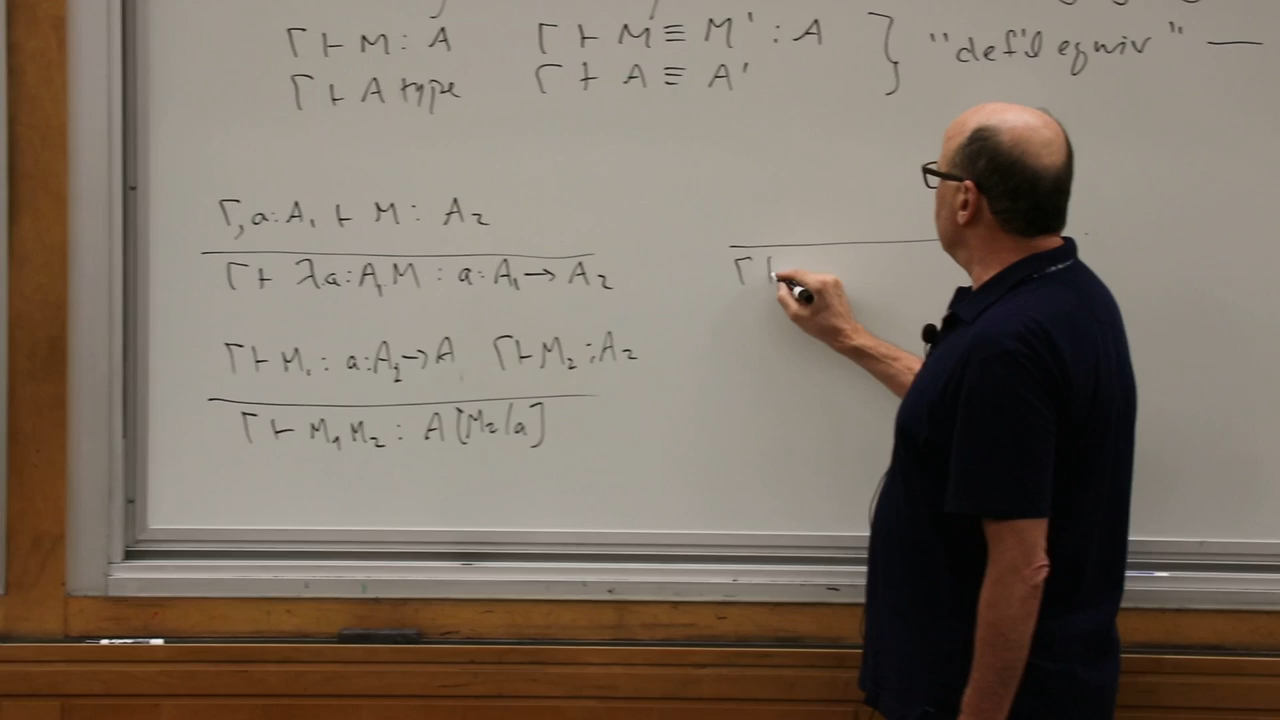 Γ ⊢ M : A Γ ⊢ M ≡ M' : A } "def'l equiv" —
Γ ⊢ A type Γ ⊢ A ≡ A'
Γ, a : A₁ ⊢ M : A₂
Γ ⊢ λa : A₁. M : a : A₁ → A₂
Γ ⊢
Γ ⊢ M₁ : a : A₂ → A Γ ⊢ M₂ : A₂
Γ ⊢ M₁ M₂ : A [M₂/a]